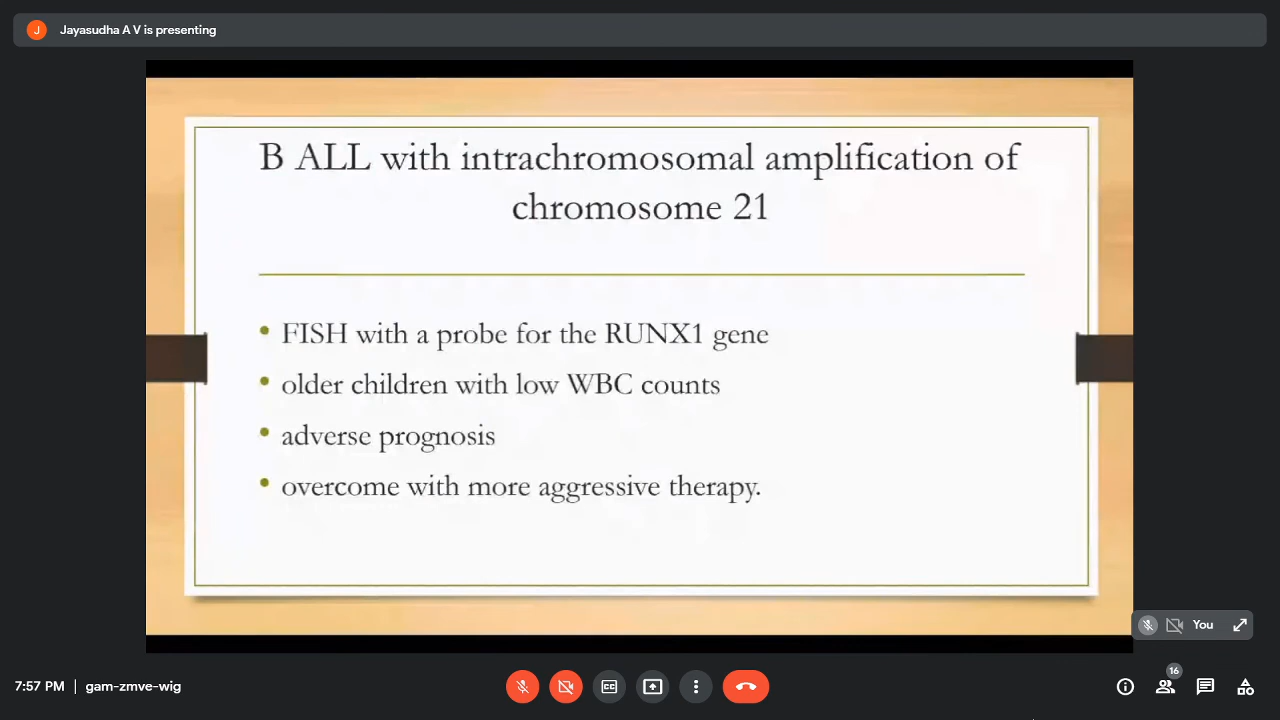 J Jayasudha A V is presenting
B ALL with intrachromosomal amplification of
chromosome 21
• FISH with a probe for the RUNX1 gene
• older children with low WBC counts
• adverse prognosis
• overcome with more aggressive therapy.
You
16
7:57 PM | gam-zmve-wig
CC